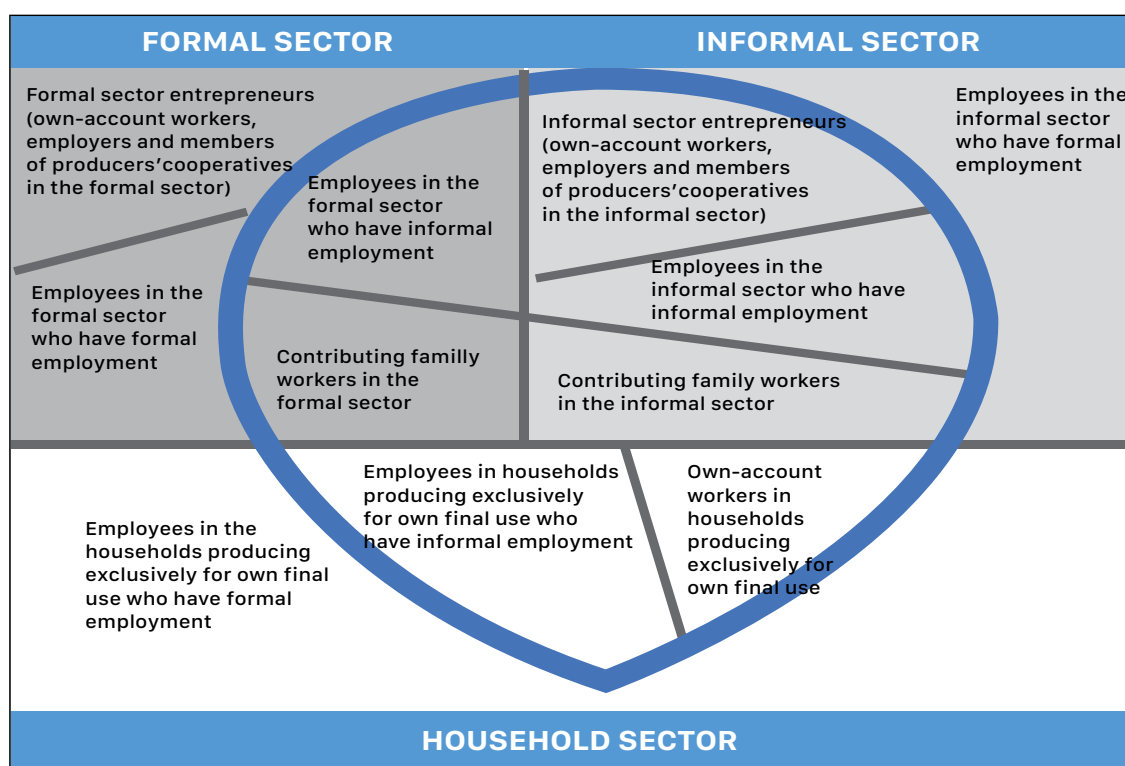 FORMAL SECTOR
INFORMAL SECTOR
Formal sector entrepreneurs
(own-account workers,
employers and members
of producers'cooperatives
in the formal sector)
Employees in the
formal sector
who have informal
employment
Employees in the
formal sector
who have formal
employment
Contributing familly
workers in the
formal sector
Informal sector entrepreneurs
(own-account workers,
employers and members
of producers'cooperatives
in the informal sector)
Employees in the
informal sector
who have formal
employment
Employees in the
informal sector who have
informal employment
Contributing family workers
in the informal sector
Employees in the
households producing
exclusively for own final
use who have formal
employment
Employees in households
producing exclusively
for own final use who
have informal employment
Own-account
workers in
households
producing
exclusively for
own final use
HOUSEHOLD SECTOR